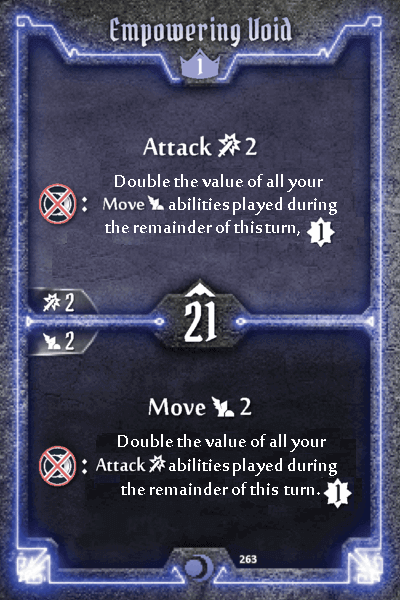 Empowering Void
1
Attack 2
: Double the value of all your
Move abilities played during
the remainder of this turn, 1
2
21
2
Move 2
: Double the value of all your
Attack abilities played during
the remainder of this turn. 1
263